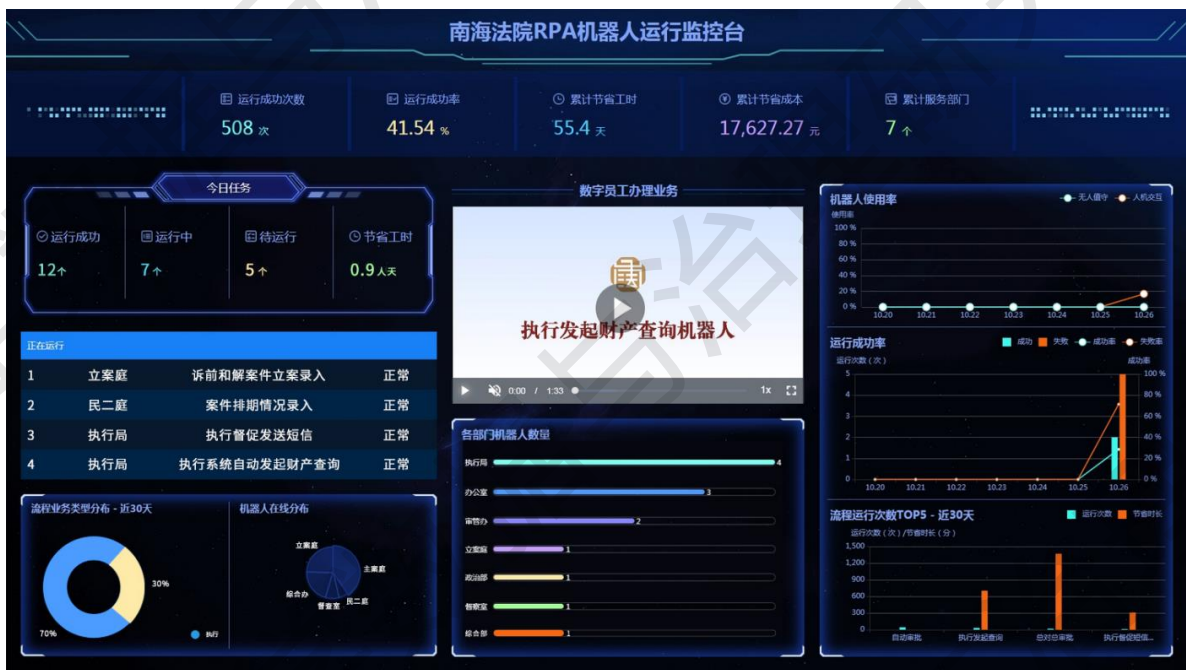 南海法院RPA机器人运行监控台
运行成功次数
508 次
运行成功率
41.54 %
累计节省工时
55.4 天
累计节省成本
17,627.27 元
累计服务部门
7 个
今日任务
运行成功
12个
运行中
7个
待运行
5个
节省工时
0.9人天
正在运行
1 立案庭 诉前和解案件立案录入 正常
2 民二庭 案件排期情况录入 正常
3 执行局 执行督促发送短信 正常
4 执行局 执行系统自动发起财产查询 正常
流程业务类型分布 - 近30天
30%
70%
执行
机器人在线分布
立案庭
主案庭
民二庭
督查室
综合办
数字员工办理业务
执行发起财产查询机器人
0:00 / 1:33
1x
各部门机器人数量
执行局 4
办公室 3
审管办 2
立案庭 1
政治部 1
督察室 1
综合部 1
机器人使用率
无人值守 人机交互
使用率
100 %
80 %
60 %
40 %
20 %
0 %
10.20 10.21 10.22 10.23 10.24 10.25 10.26
运行成功率
成功 失败 成功率 失败率
运行次数（次） 成功率
5 100 %
4 80 %
3 60 %
2 40 %
1 20 %
0 0 %
10.20 10.21 10.22 10.23 10.24 10.25 10.26
流程运行次数TOP5 - 近30天
运行次数 节省时长
运行次数（次）/节省时长（分）
1,500
1,200
900
600
300
0
自动审批 执行发起查询 总对总审批 执行督促短信...